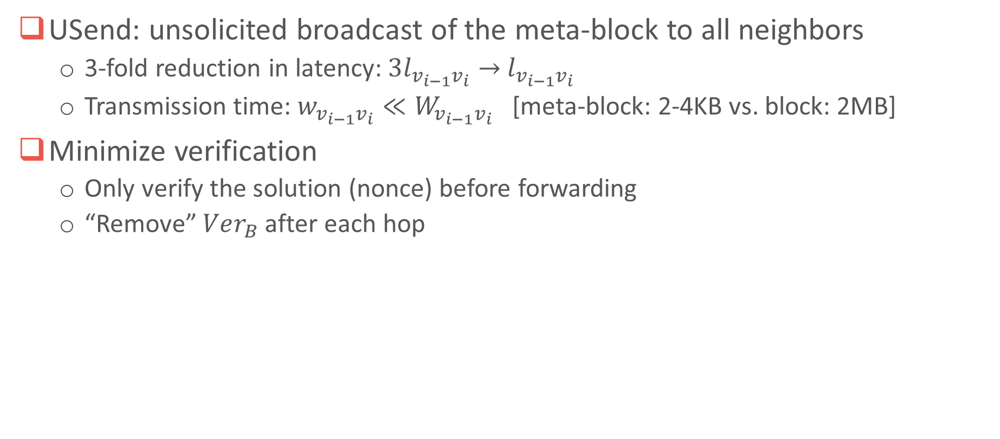 USend: unsolicited broadcast of the meta-block to all neighbors
○ 3-fold reduction in latency: $3l_{v_{i-1}v_i} \rightarrow l_{v_{i-1}v_i}$
○ Transmission time: $w_{v_{i-1}v_i} \ll W_{v_{i-1}v_i}$ [meta-block: 2-4KB vs. block: 2MB]
Minimize verification
○ Only verify the solution (nonce) before forwarding
○ “Remove” $Ver_B$ after each hop